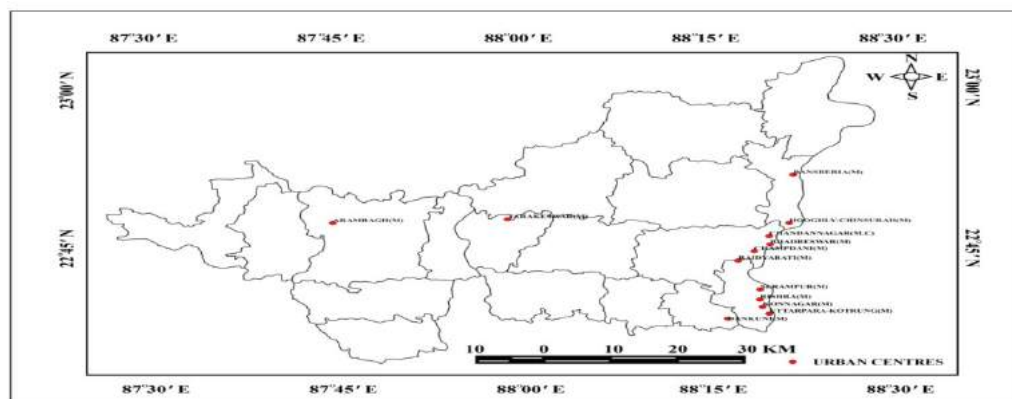 87°30' E 87°45' E 88°00' E 88°15' E 88°30' E
N
W E
S
23°00' N
23°00' N
BANSBERIA(M)
ARAMBAGH(M)
TARAKESWAR(M)
HOOGHLY-CHINSURAH(M)
CHANDANNAGAR(M.C)
BHADRESWAR(M)
CHAMPDANI(M)
BAIDYABATI(M)
22°45' N
22°45' N
SERAMPUR(M)
RISHRA(M)
KONNAGAR(M)
UTTARPARA-KOTRUNG(M)
DANKUNI(M)
10 0 10 20 30 KM
URBAN CENTRES
87°30' E 87°45' E 88°00' E 88°15' E 88°30' E